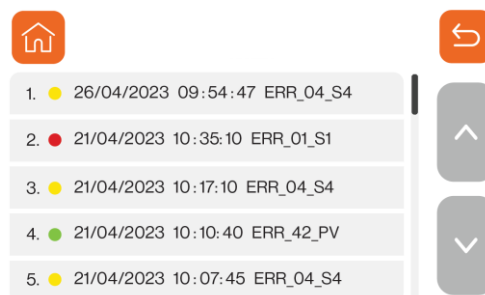 1. 26/04/2023 09:54:47 ERR_04_S4
2. 21/04/2023 10:35:10 ERR_01_S1
3. 21/04/2023 10:17:10 ERR_04_S4
4. 21/04/2023 10:10:40 ERR_42_PV
5. 21/04/2023 10:07:45 ERR_04_S4